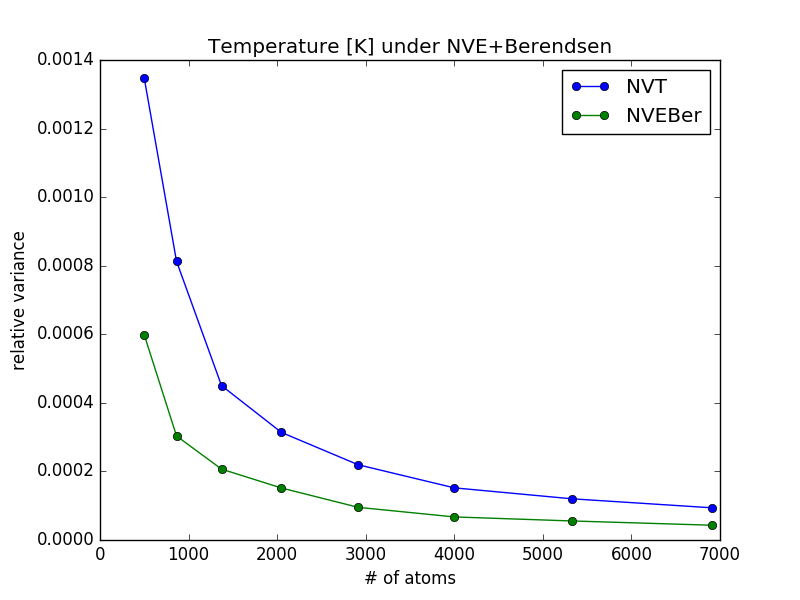 Temperature [K] under NVE+Berendsen
0.0014
0.0012
0.0010
0.0008
0.0006
0.0004
0.0002
0.0000
relative variance
NVT
NVEBer
0 1000 2000 3000 4000 5000 6000 7000
# of atoms